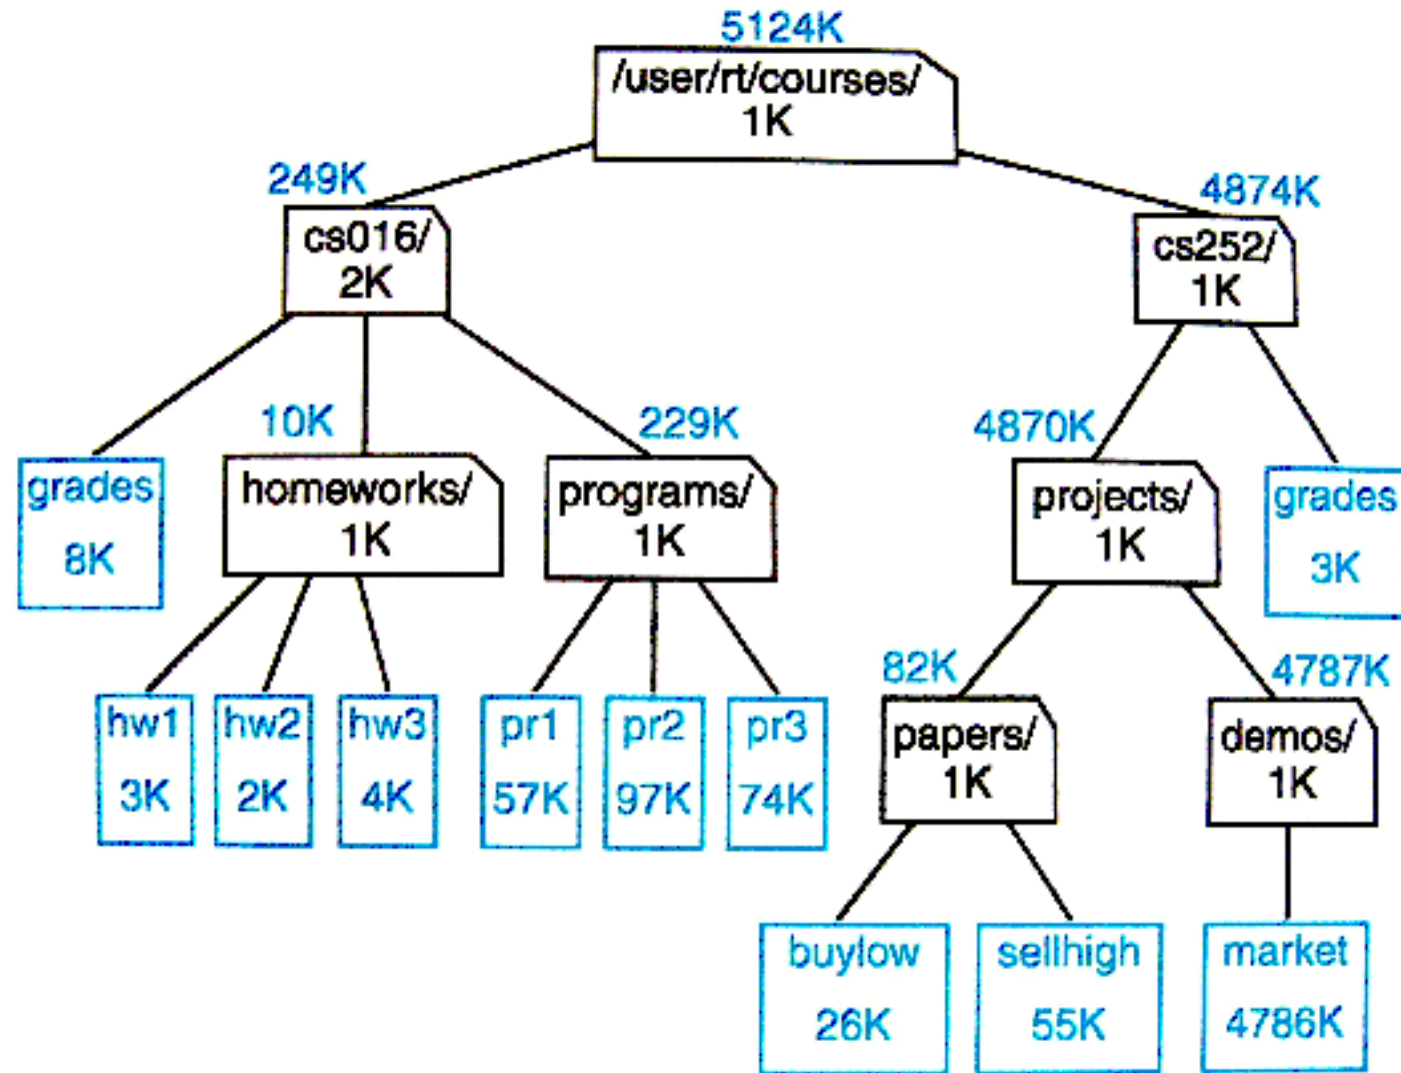 5124K
/user/rt/courses/
1K
249K
4874K
cs016/
2K
cs252/
1K
10K
229K
4870K
grades
8K
homeworks/
1K
programs/
1K
projects/
1K
grades
3K
82K
4787K
hw1
3K
hw2
2K
hw3
4K
pr1
57K
pr2
97K
pr3
74K
papers/
1K
demos/
1K
buylow
26K
sellhigh
55K
market
4786K